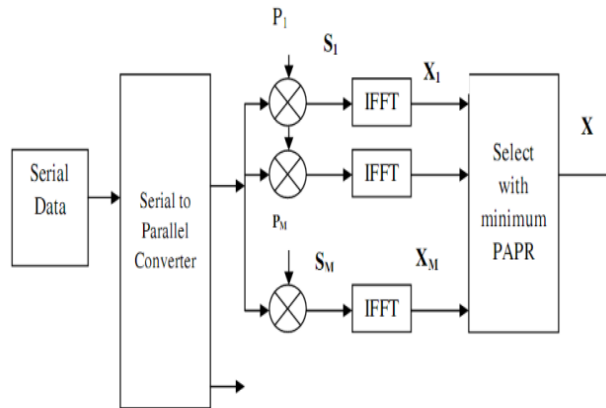 P1
S1
X1
IFFT
Serial
Data
Serial to
Parallel
Converter
IFFT
PM
SM
XM
IFFT
Select
with
minimum
PAPR
X